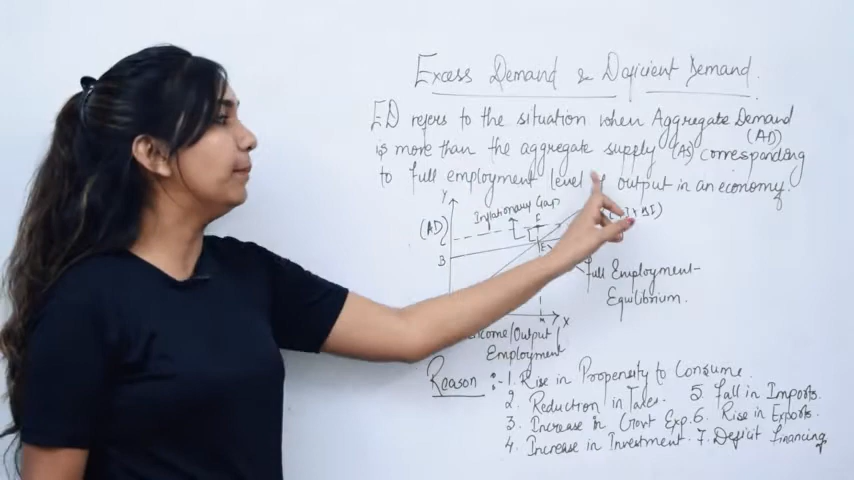 Excess Demand & Deficient Demand.
ED refers to the situation when Aggregate Demand
(AD)
is more than the aggregate supply (AS) corresponding
to full employment level output in an economy.
Y
Inflationary Gap
(AD)
F
B
E
Full Employment
Equilibrium.
X
Income/Output/
Employment
Reason :- 1. Rise in Propensity to Consume.
2. Reduction in Taxes. 5. Fall in Imports.
3. Increase in Govt Exp. 6. Rise in Exports.
4. Increase in Investment. 7. Deficit Financing